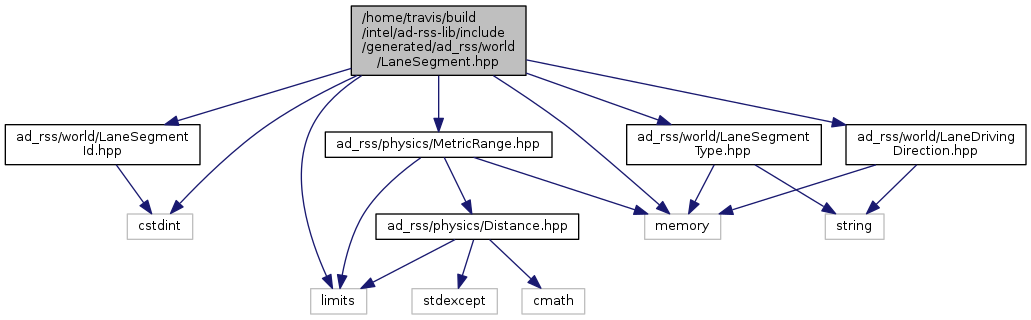 /home/travis/build
/intel/ad-rss-lib/include
/generated/ad_rss/world
/LaneSegment.hpp
ad_rss/world/LaneSegment
Id.hpp
ad_rss/physics/MetricRange.hpp
ad_rss/world/LaneSegment
Type.hpp
ad_rss/world/LaneDriving
Direction.hpp
cstdint
ad_rss/physics/Distance.hpp
memory
string
limits
stdexcept
cmath